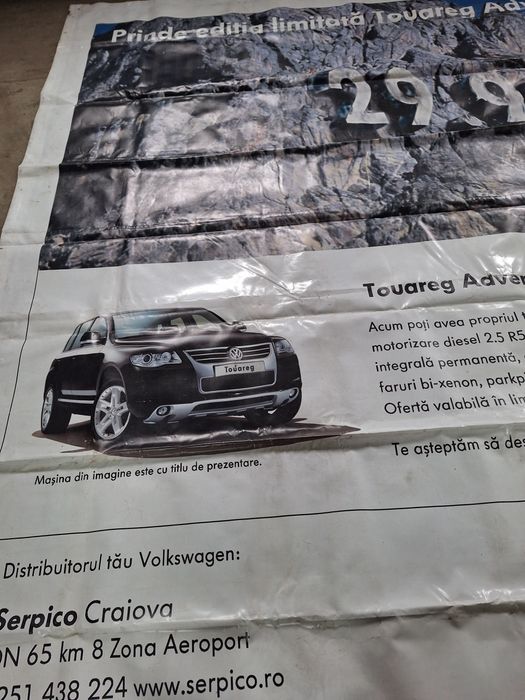 Prinde ediția limitată Touareg Adv
29 9
Touareg Adver
Acum poți avea propriul
motorizare diesel 2.5 R5
integrală permanentă,
faruri bi-xenon, parkp
Ofertă valabilă în lim
Te așteptăm să des
Touareg
Mașina din imagine este cu titlu de prezentare.
Distribuitorul tău Volkswagen:
Serpico Craiova
DN 65 km 8 Zona Aeroport
251 438 224 www.serpico.ro